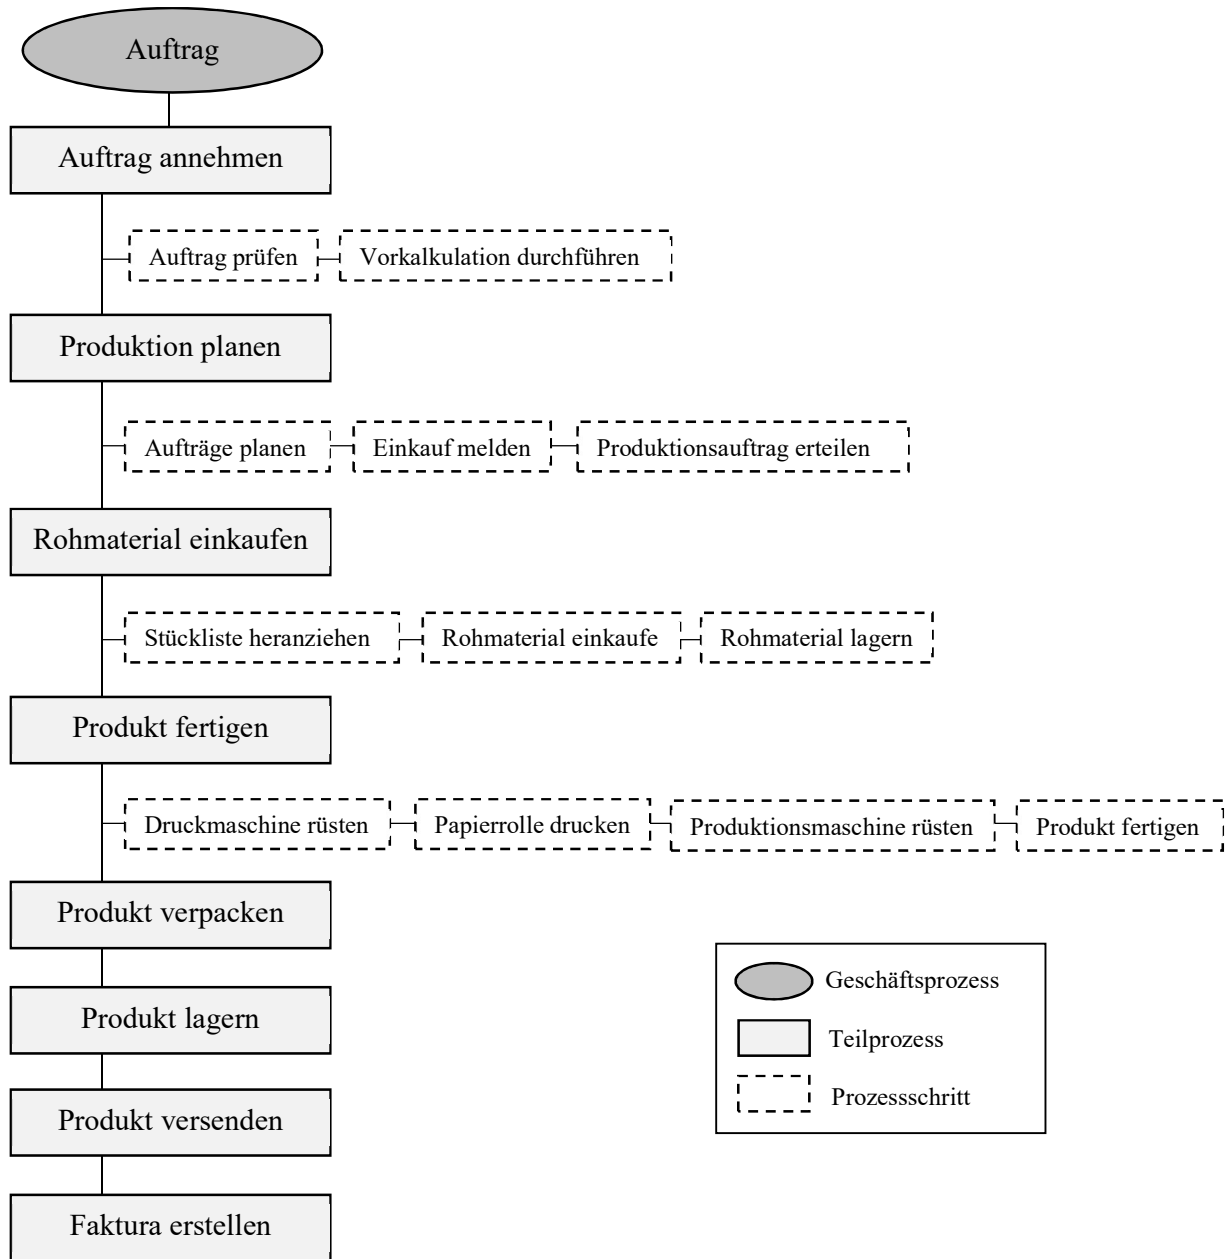 Auftrag
Auftrag annehmen
Auftrag prüfen
Vorkalkulation durchführen
Produktion planen
Aufträge planen
Einkauf melden
Produktionsauftrag erteilen
Rohmaterial einkaufen
Stückliste heranziehen
Rohmaterial einkaufe
Rohmaterial lagern
Produkt fertigen
Druckmaschine rüsten
Papierrolle drucken
Produktionsmaschine rüsten
Produkt fertigen
Produkt verpacken
Produkt lagern
Produkt versenden
Faktura erstellen
Geschäftsprozess
Teilprozess
Prozessschritt